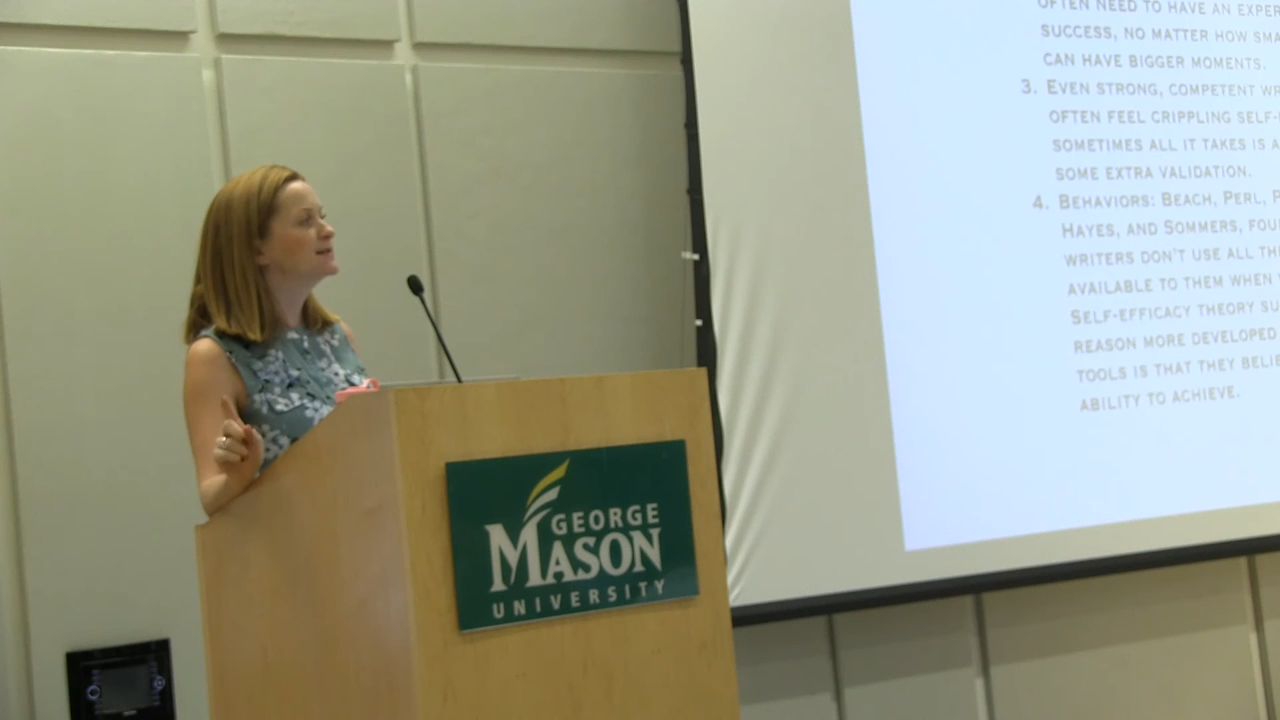 GEORGE
MASON
UNIVERSITY
OFTEN NEED TO HAVE AN EXPER
SUCCESS, NO MATTER HOW SMA
CAN HAVE BIGGER MOMENTS.
3. EVEN STRONG, COMPETENT WR
OFTEN FEEL CRIPPLING SELF-
SOMETIMES ALL IT TAKES IS A
SOME EXTRA VALIDATION.
4. BEHAVIORS: BEACH, PERL, P
HAYES, AND SOMMERS, FOU
WRITERS DON'T USE ALL TH
AVAILABLE TO THEM WHEN
SELF-EFFICACY THEORY SU
REASON MORE DEVELOPED
TOOLS IS THAT THEY BELIE
ABILITY TO ACHIEVE.